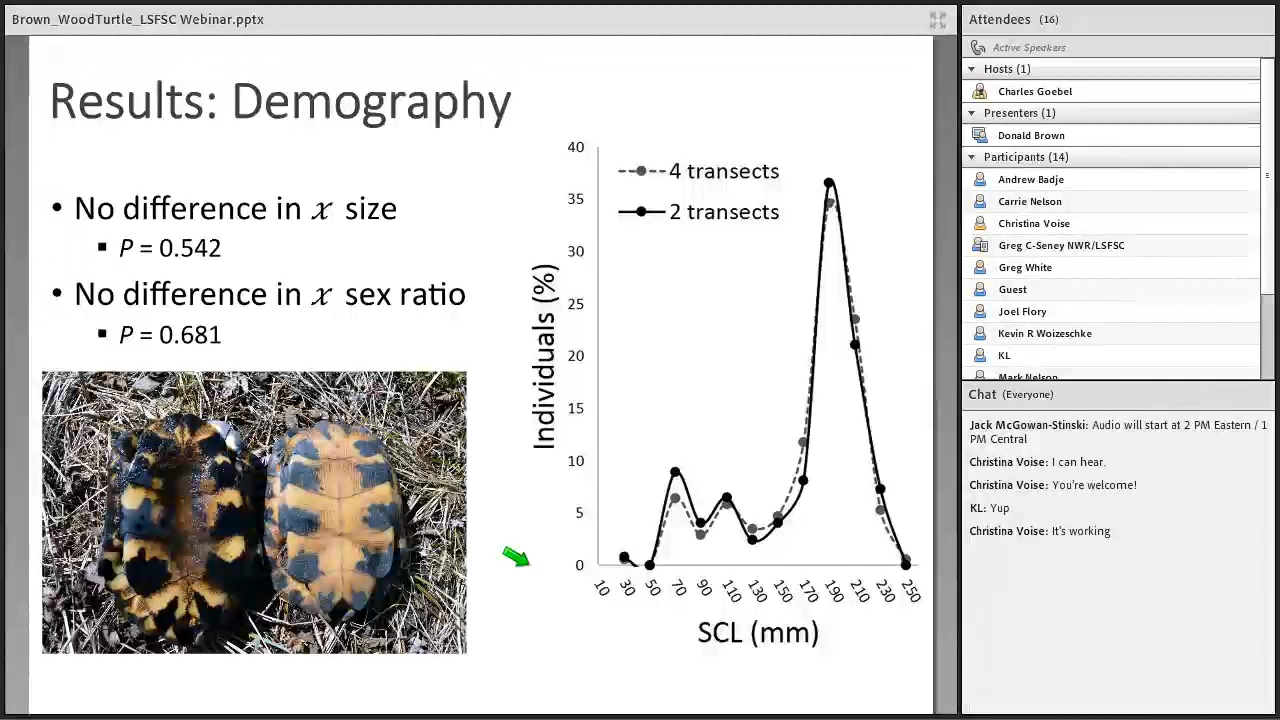 Brown_WoodTurtle_LSFSC Webinar.pptx
Results: Demography
• No difference in x size
▪ P = 0.542
• No difference in x sex ratio
▪ P = 0.681
40
35
30
25
20
15
10
5
0
Individuals (%)
4 transects
2 transects
10 30 50 70 90 110 130 150 170 190 210 230 250
SCL (mm)
Attendees (16)
Active Speakers
Hosts (1)
Charles Goebel
Presenters (1)
Donald Brown
Participants (14)
Andrew Badje
Carrie Nelson
Christina Voise
Greg C-Seney NWR/LSFSC
Greg White
Guest
Joel Flory
Kevin R Woizeschke
KL
Mark Nelson
Chat (Everyone)
Jack McGowan-Stinski: Audio will start at 2 PM Eastern / 1
PM Central
Christina Voise: I can hear.
Christina Voise: You're welcome!
KL: Yup
Christina Voise: It's working